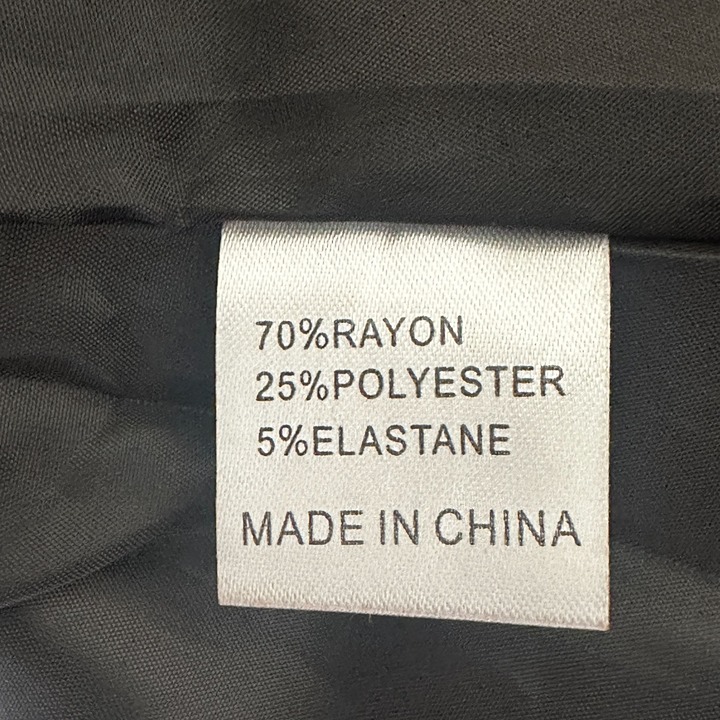 70%RAYON
25%POLYESTER
5%ELASTANE
MADE IN CHINA